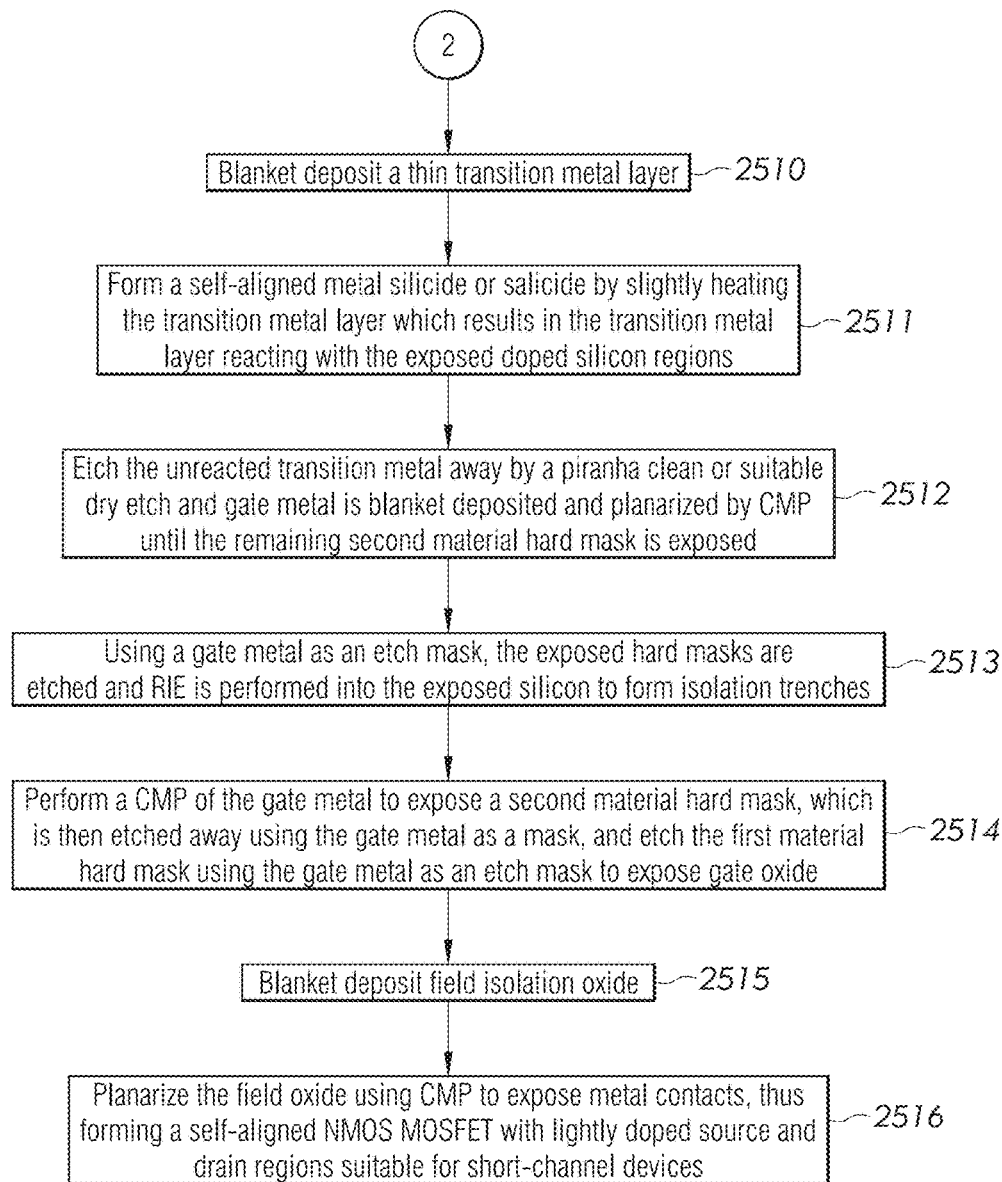 2
Blanket deposit a thin transition metal layer
2510
Form a self-aligned metal silicide or salicide by slightly heating
the transition metal layer which results in the transition metal
layer reacting with the exposed doped silicon regions
2511
Etch the unreacted transition metal away by a piranha clean or suitable
dry etch and gate metal is blanket deposited and planarized by CMP
until the remaining second material hard mask is exposed
2512
Using a gate metal as an etch mask, the exposed hard masks are
etched and RIE is performed into the exposed silicon to form isolation trenches
2513
Perform a CMP of the gate metal to expose a second material hard mask, which
is then etched away using the gate metal as a mask, and etch the first material
hard mask using the gate metal as an etch mask to expose gate oxide
2514
Blanket deposit field isolation oxide
2515
Planarize the field oxide using CMP to expose metal contacts, thus
forming a self-aligned NMOS MOSFET with lightly doped source and
drain regions suitable for short-channel devices
2516